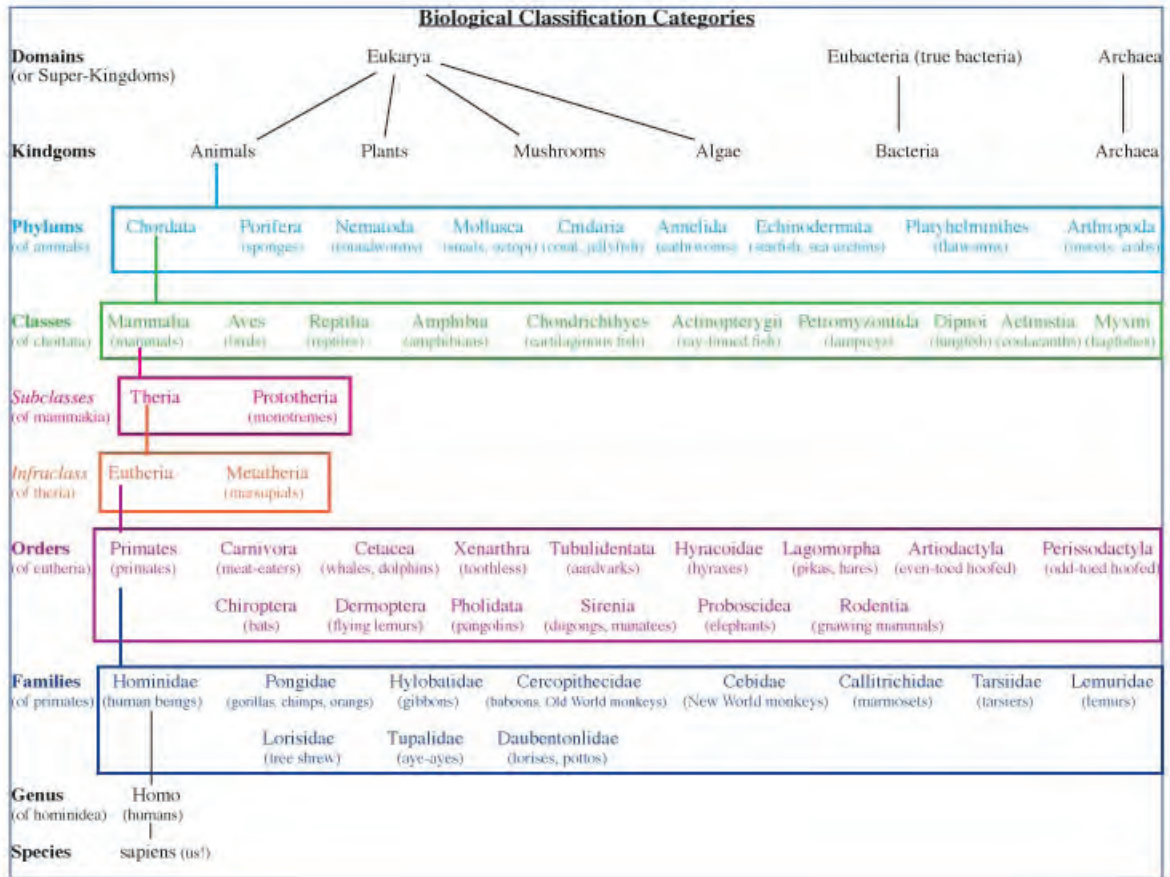 Biological Classification Categories
Domains Eukarya Eubacteria (true bacteria) Archaea
(or Super-Kingdoms)
Kindgoms Animals Plants Mushrooms Algae Bacteria Archaea
Phylums Chordata Porifera Nematoda Mollusca Cnidaria Annelida Echinodermata Platyhelminthes Arthropoda
(of animals) (sponges) (roundworms) (snails, octopi) (coral, jellyfish) (earthworms) (starfish, sea urchins) (flatworms) (insects, crabs)
Classes Mammalia Aves Reptilia Amphibia Chondrichthyes Actinopterygii Petromyzontida Dipnoi Actinistia Myxini
(of chordata) (mammals) (birds) (reptiles) (amphibians) (cartilaginous fish) (ray-finned fish) (lampreys) (lungfish) (coelacanths) (hagfishes)
Subclasses Theria Prototheria
(of mammakia) (monotremes)
Infraclass Eutheria Metatheria
(of theria) (marsupials)
Orders Primates Carnivora Cetacea Xenarthra Tubulidentata Hyracoidae Lagomorpha Artiodactyla Perissodactyla
(of eutheria) (primates) (meat-eaters) (whales, dolphins) (toothless) (aardvarks) (hyraxes) (pikas, hares) (even-toed hoofed) (odd-toed hoofed)
Chiroptera Dermoptera Pholidata Sirenia Proboscidea Rodentia
(bats) (flying lemurs) (pangolins) (dugongs, manatees) (elephants) (gnawing mammals)
Families Hominidae Pongidae Hylobatidae Cercopithecidae Cebidae Callitrichidae Tarsiidae Lemuridae
(of primates) (human beings) (gorillas, chimps, orangs) (gibbons) (baboons, Old World monkeys) (New World monkeys) (marmosets) (tarsiers) (lemurs)
Lorisidae Tupalidae Daubentonlidae
(tree shrew) (aye-ayes) (lorises, pottos)
Genus Homo
(of hominidea) (humans)
Species sapiens (us!)